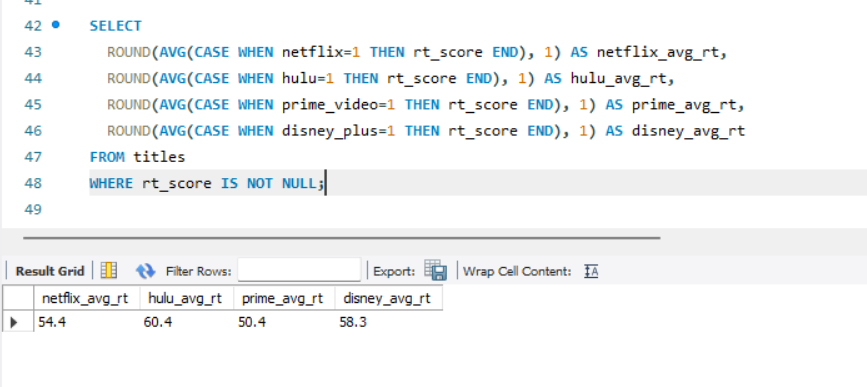 41
42 SELECT
43 ROUND(AVG(CASE WHEN netflix=1 THEN rt_score END), 1) AS netflix_avg_rt,
44 ROUND(AVG(CASE WHEN hulu=1 THEN rt_score END), 1) AS hulu_avg_rt,
45 ROUND(AVG(CASE WHEN prime_video=1 THEN rt_score END), 1) AS prime_avg_rt,
46 ROUND(AVG(CASE WHEN disney_plus=1 THEN rt_score END), 1) AS disney_avg_rt
47 FROM titles
48 WHERE rt_score IS NOT NULL;
49
Result Grid Filter Rows: Export: Wrap Cell Content: IA
netflix_avg_rt hulu_avg_rt prime_avg_rt disney_avg_rt
54.4 60.4 50.4 58.3